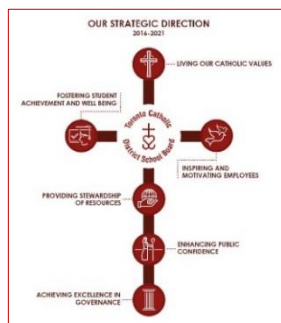 OUR STRATEGIC DIRECTION
2016-2021
LIVING OUR CATHOLIC VALUES
FOSTERING STUDENT
ACHIEVEMENT AND WELL BEING
Toronto Catholic
District School Board
INSPIRING AND
MOTIVATING EMPLOYEES
PROVIDING STEWARDSHIP
OF RESOURCES
ENHANCING PUBLIC
CONFIDENCE
ACHIEVING EXCELLENCE IN
GOVERNANCE